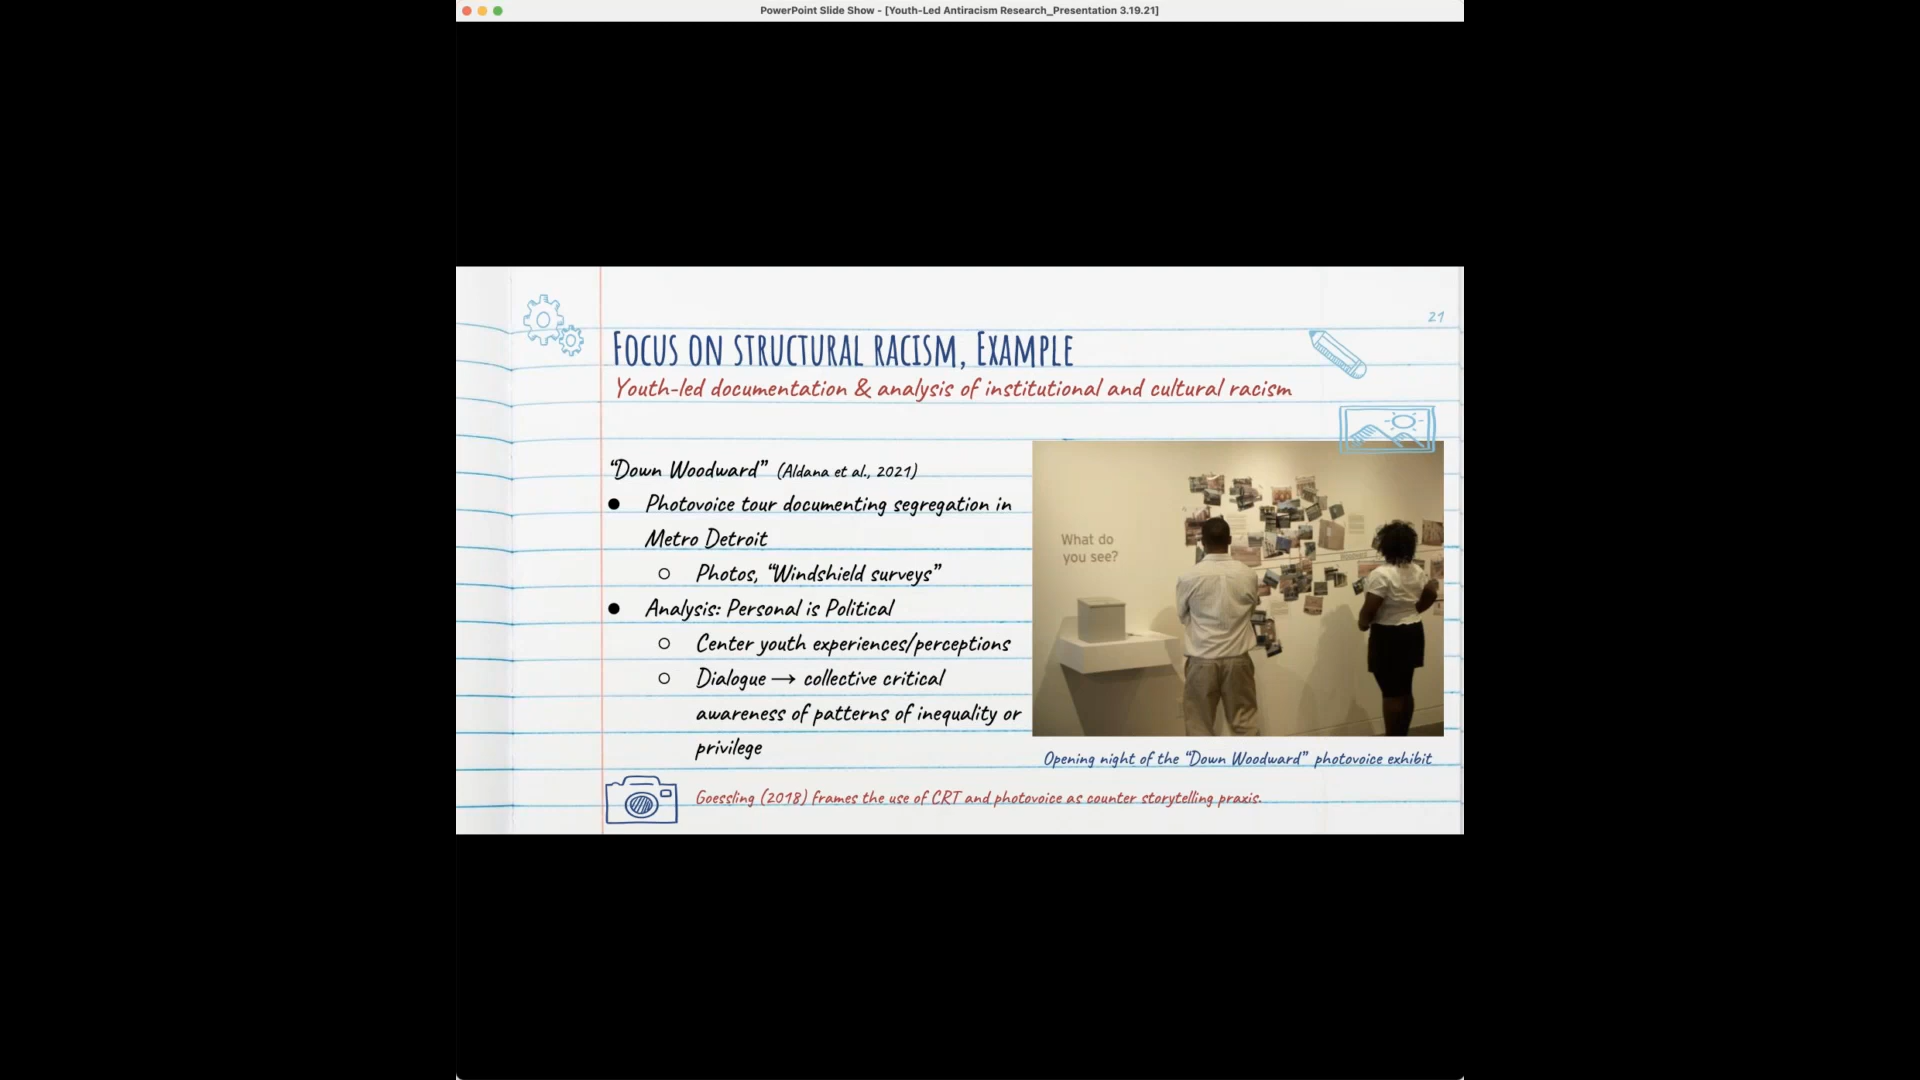 PowerPoint Slide Show - [Youth-Led Antiracism Research_Presentation 3.19.21]
21
FOCUS ON STRUCTURAL RACISM, EXAMPLE
Youth-led documentation & analysis of institutional and cultural racism
“Down Woodward” (Aldana et al., 2021)
● Photovoice tour documenting segregation in
Metro Detroit
○ Photos, “Windshield surveys”
● Analysis: Personal is Political
○ Center youth experiences/perceptions
○ Dialogue → collective critical
awareness of patterns of inequality or
privilege
What do
you see?
Opening night of the “Down Woodward” photovoice exhibit
Goessling (2018) frames the use of CRT and photovoice as counter storytelling praxis.